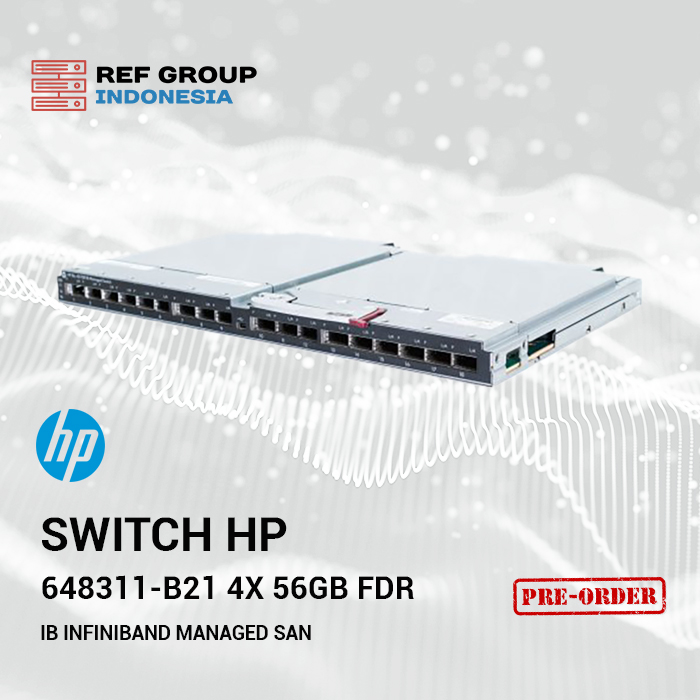 REF GROUP
INDONESIA
hp
SWITCH HP
648311-B21 4X 56GB FDR
IB INFINIBAND MANAGED SAN
PRE-ORDER